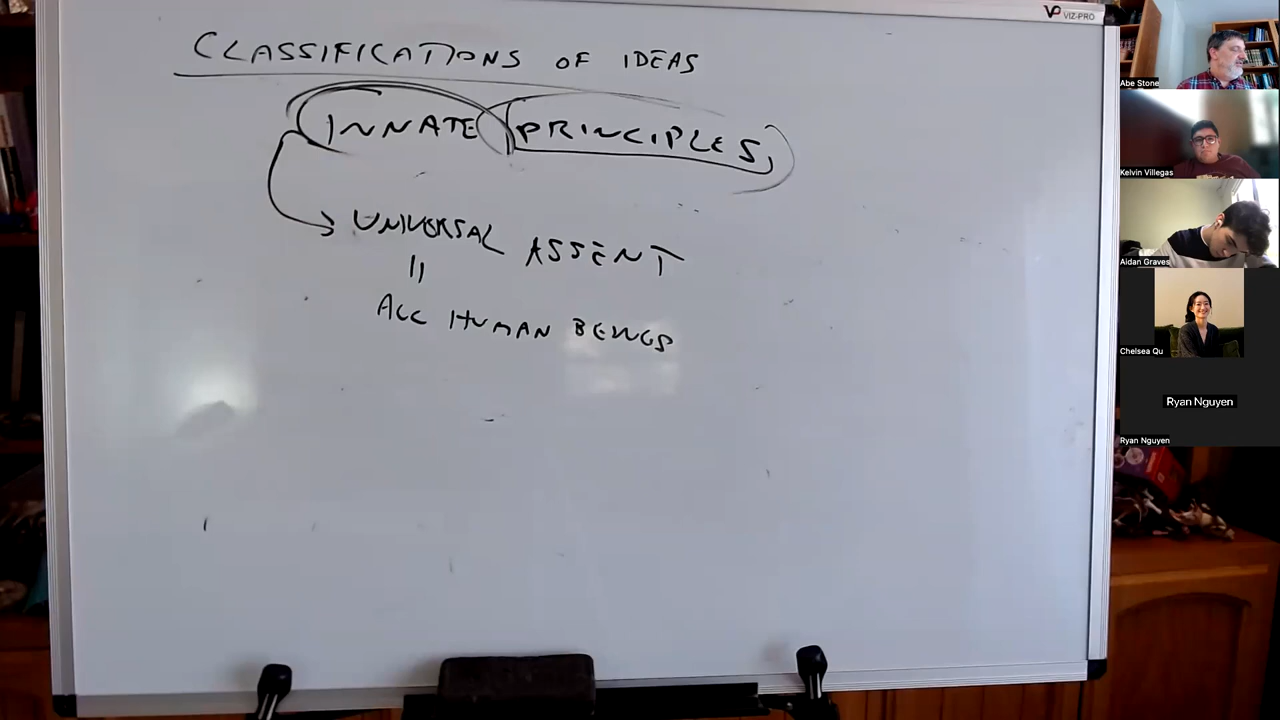 CLASSIFICATIONS OF IDEAS
INNATE PRINCIPLES
UNIVERSAL ASSENT
ALL HUMAN BEINGS
VP VIZ-PRO
Abe Stone
Kelvin Villegas
Aidan Graves
Chelsea Qu
Ryan Nguyen
Ryan Nguyen